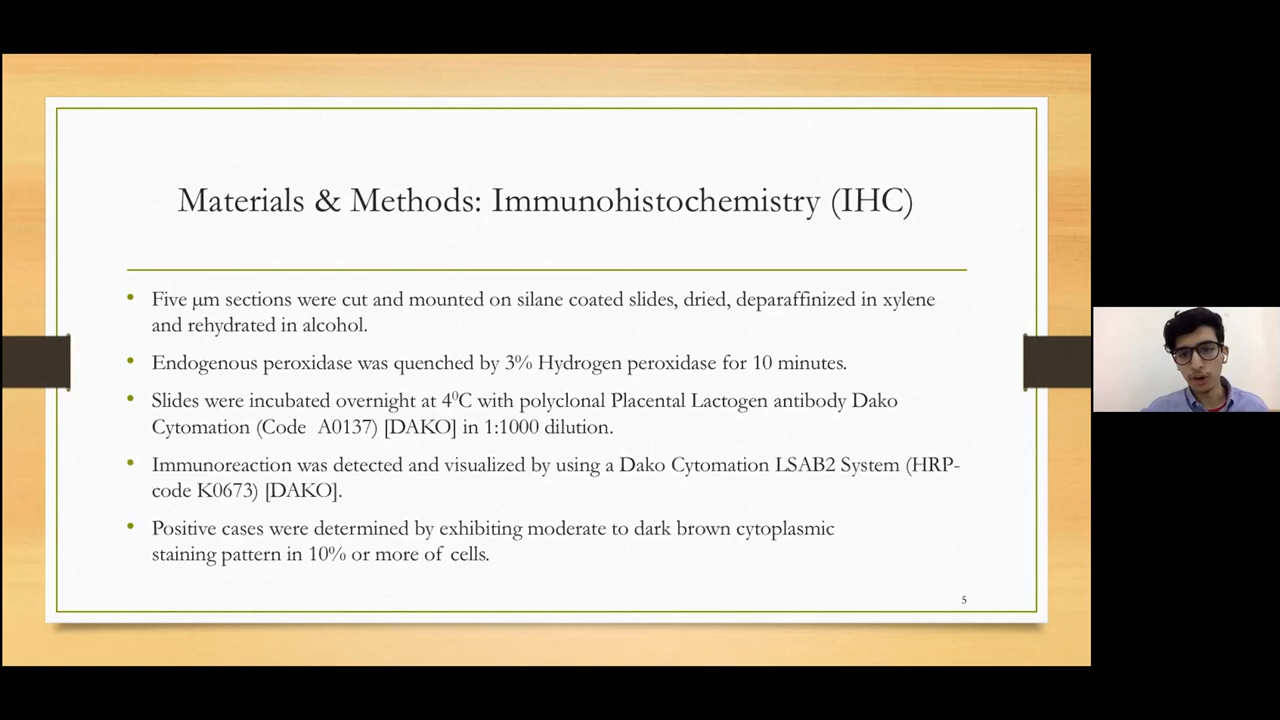 Materials & Methods: Immunohistochemistry (IHC)
• Five µm sections were cut and mounted on silane coated slides, dried, deparaffinized in xylene
and rehydrated in alcohol.
• Endogenous peroxidase was quenched by 3% Hydrogen peroxidase for 10 minutes.
• Slides were incubated overnight at 4⁰C with polyclonal Placental Lactogen antibody Dako
Cytomation (Code A0137) [DAKO] in 1:1000 dilution.
• Immunoreaction was detected and visualized by using a Dako Cytomation LSAB2 System (HRP-
code K0673) [DAKO].
• Positive cases were determined by exhibiting moderate to dark brown cytoplasmic
staining pattern in 10% or more of cells.
5